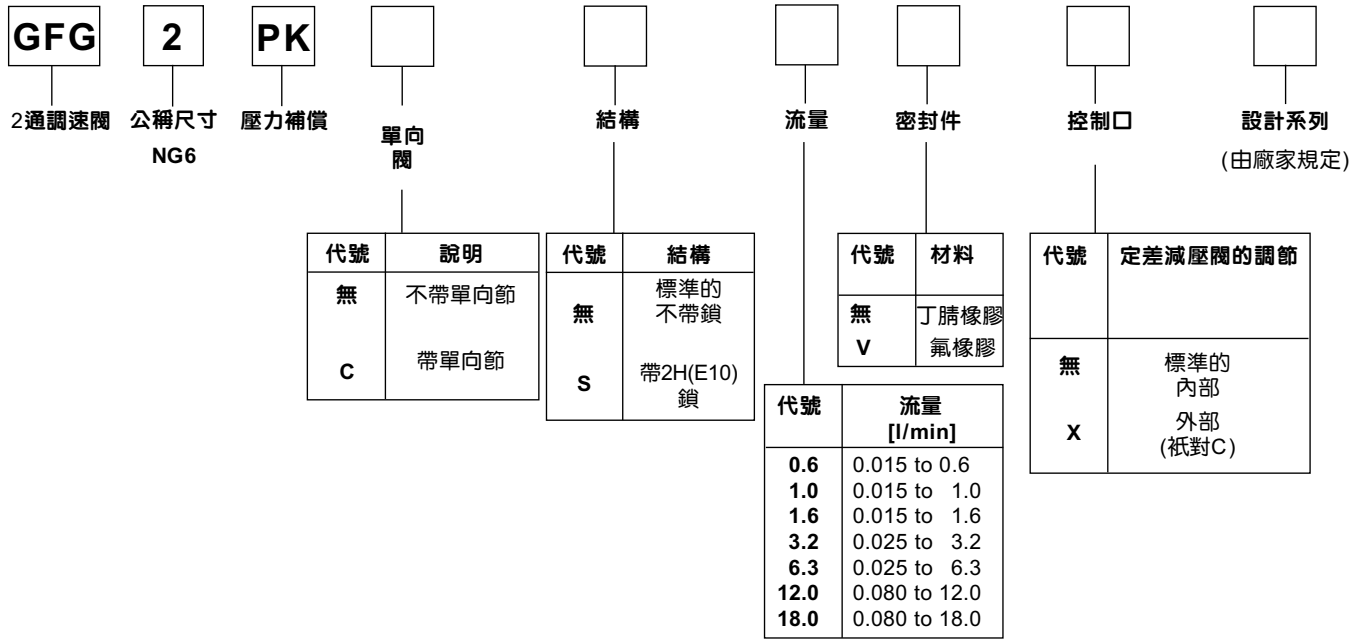 GFG 2 PK
2通調速閥 公稱尺寸 壓力補償 單向 結構 流量 密封件 控制口 設計系列
NG6 閥 (由廠家規定)
代號 說明
無 不帶單向節
C 帶單向節
代號 結構
無 標準的
不帶鎖
S 帶2H(E10)
鎖
代號 流量
[l/min]
0.6 0.015 to 0.6
1.0 0.015 to 1.0
1.6 0.015 to 1.6
3.2 0.025 to 3.2
6.3 0.025 to 6.3
12.0 0.080 to 12.0
18.0 0.080 to 18.0
代號 材料
無 丁腈橡膠
V 氟橡膠
代號 定差減壓閥的調節
無 標準的
內部
X 外部
(衹對C)